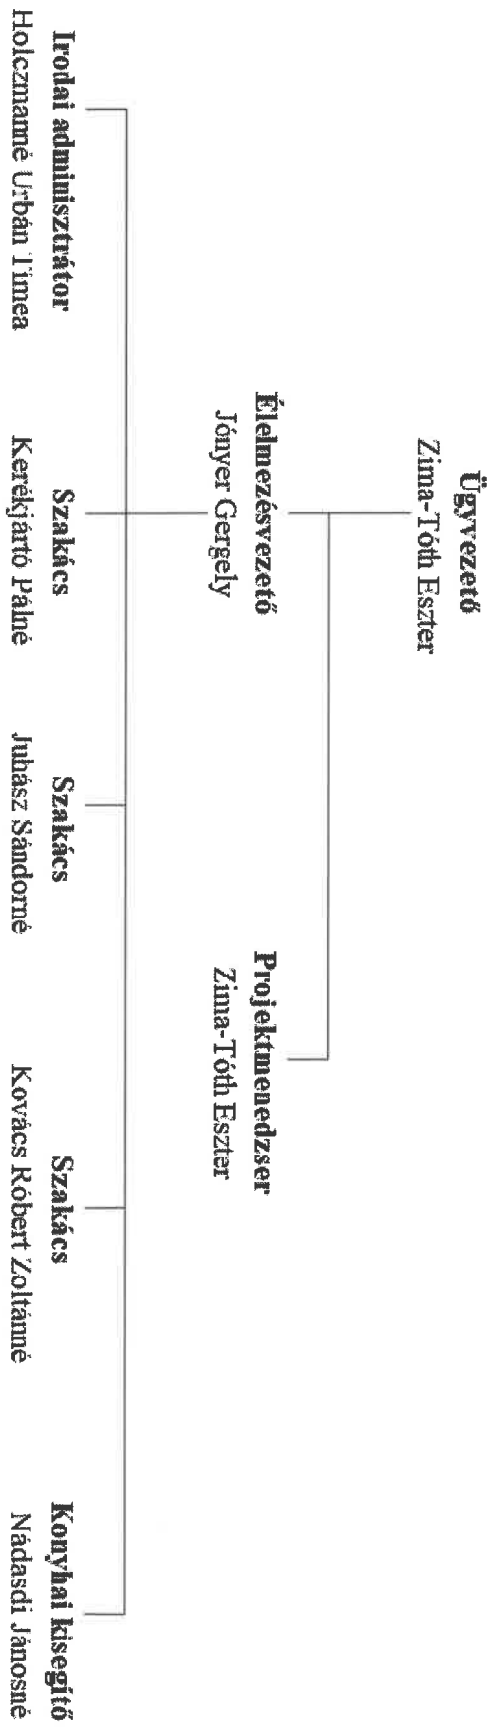 Ügyvezető
Zima-Tóth Eszter
Élelmezésvezető
Jónyer Gergely
Projektmenedzser
Zima-Tóth Eszter
Irodai adminisztrátor
Holczmanné Urbán Tímea
Szakács
Kerékjártó Pálné
Szakács
Juhász Sándorné
Szakács
Kovács Róbert Zoltánné
Konyhai kisegítő
Nádasdi Jánosné